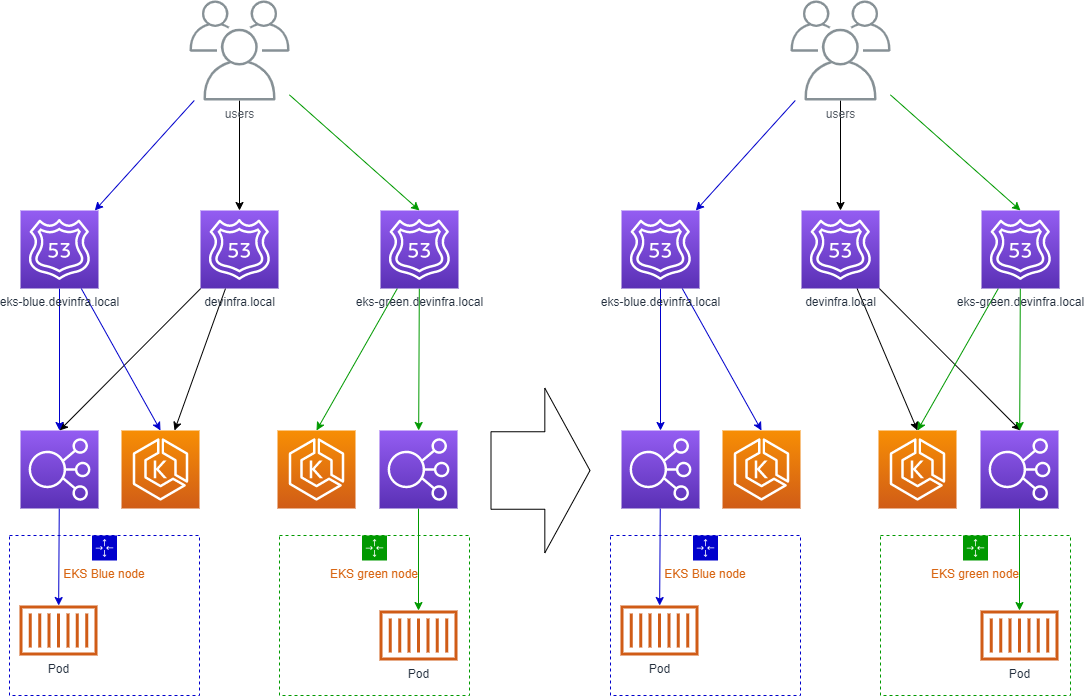 users
users
53
53
53
53
53
53
eks-blue.devinfra.local
devinfra.local
eks-green.devinfra.local
eks-blue.devinfra.local
devinfra.local
eks-green.devinfra.local
K
K
K
K
EKS Blue node
EKS green node
EKS Blue node
EKS green node
Pod
Pod
Pod
Pod